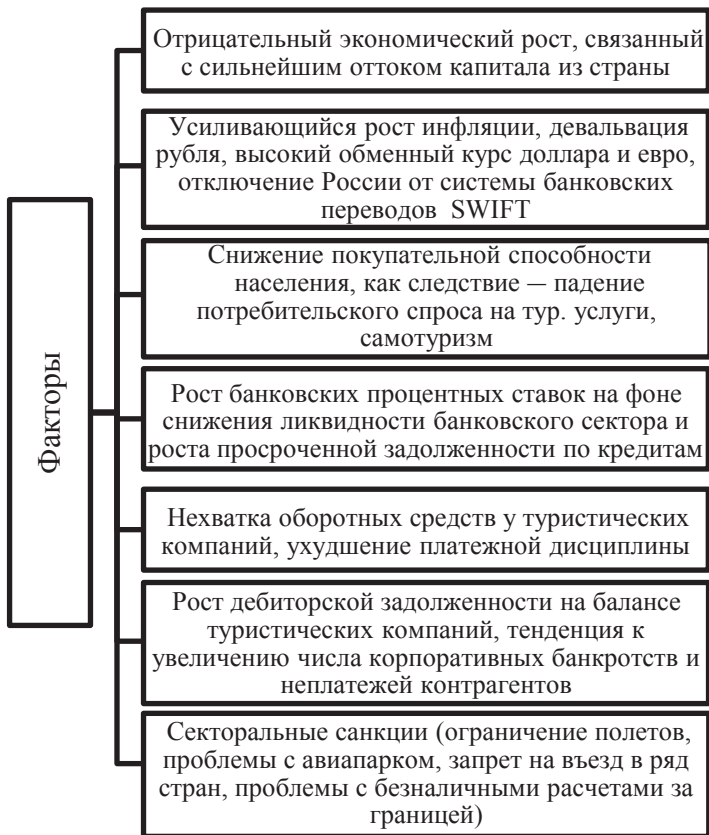 Отрицательный экономический рост, связанный
с сильнейшим оттоком капитала из страны
Усиливающийся рост инфляции, девальвация
рубля, высокий обменный курс доллара и евро,
отключение России от системы банковских
переводов SWIFT
Снижение покупательной способности
населения, как следствие — падение
потребительского спроса на тур. услуги,
самотуризм
Факторы
Рост банковских процентных ставок на фоне
снижения ликвидности банковского сектора и
роста просроченной задолженности по кредитам
Нехватка оборотных средств у туристических
компаний, ухудшение платежной дисциплины
Рост дебиторской задолженности на балансе
туристических компаний, тенденция к
увеличению числа корпоративных банкротств и
неплатежей контрагентов
Секторальные санкции (ограничение полетов,
проблемы с авиапарком, запрет на въезд в ряд
стран, проблемы с безналичными расчетами за
границей)